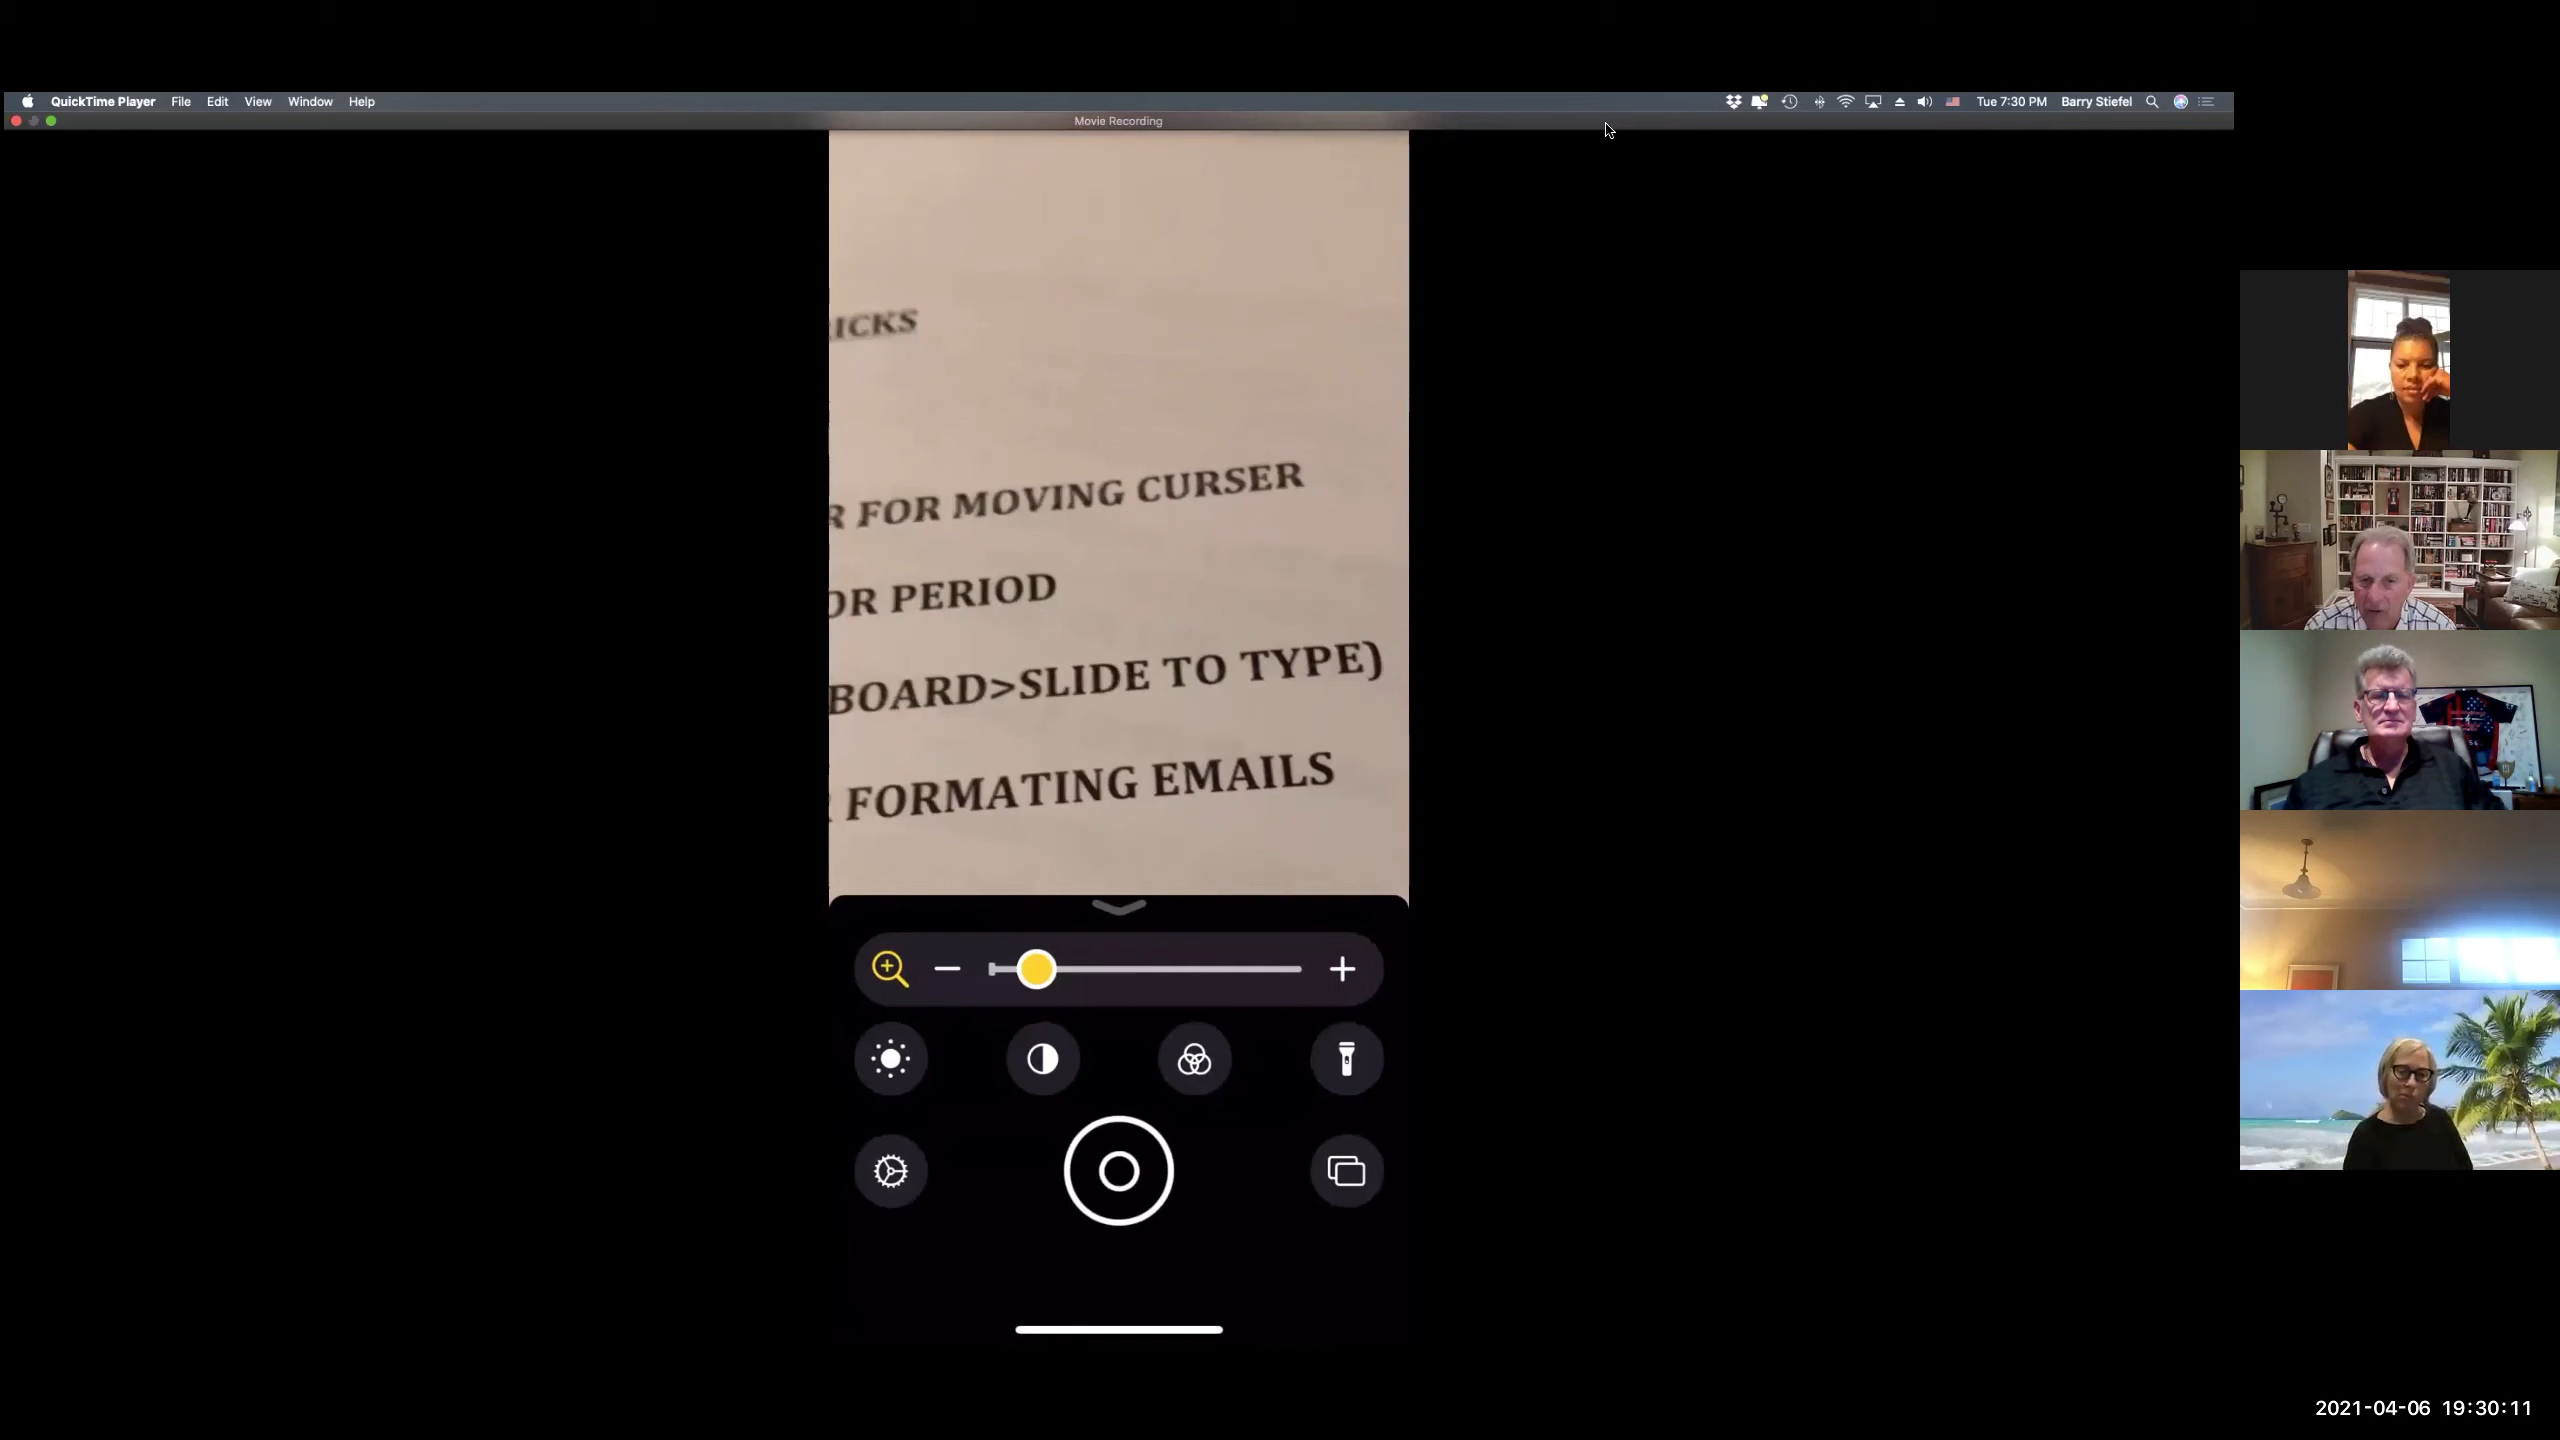 QuickTime Player File Edit View Window Help Tue 7:30 PM Barry Stiefel
Movie Recording
RICKS
R FOR MOVING CURSER
OR PERIOD
BOARD>SLIDE TO TYPE)
FORMATING EMAILS
2021-04-06 19:30:11